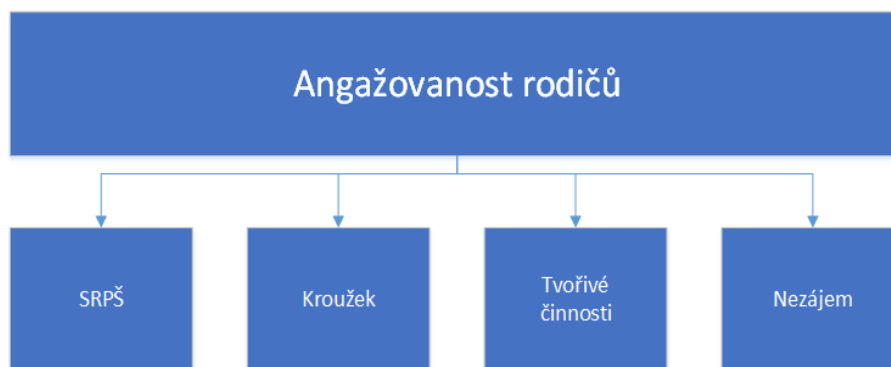 Angažovanost rodičů
SRPŠ
Kroužek
Tvořivé
činnosti
Nezájem